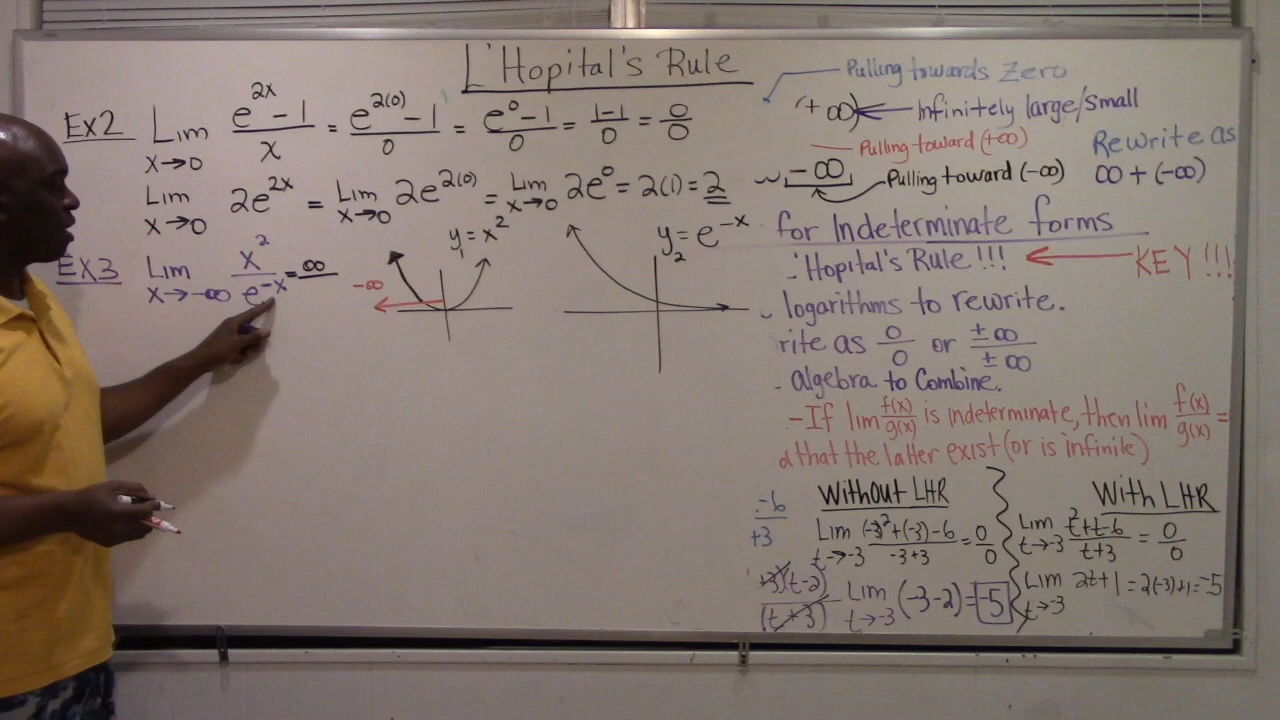 L'Hopital's Rule
Ex2 Lim x→0 e^{2x} - 1 / x = e^{2(0)} - 1 / 0 = e^0 - 1 / 0 = 1-1 / 0 = 0/0
Lim x→0 2e^{2x} = Lim x→0 2e^{2(0)} = Lim x→0 2e^0 = 2(1) = 2
EX3 Lim x→-∞ x^2 / e^{-x} = ∞
y_1 = x^2
-∞
y_2 = e^{-x}
Pulling towards Zero
(+∞) Infinitely large/small
Pulling toward (+∞)
-∞ Pulling toward (-∞)
Rewrite as
∞ + (-∞)
for Indeterminate forms
'Hopital's Rule !!! ← KEY !!!
logarithms to rewrite.
rite as 0/0 or ±∞/±∞
algebra to Combine.
-If lim f(x)/g(x) is indeterminate, then lim f(x)/g(x) =
that the latter exist (or is infinite)
-6
+3
Without LHR
Lim t→-3 (-3)^2+(-3)-6 / -3+3 = 0/0
+3)(t-2) / (t+3)
Lim t→-3 (-3-2) = -5
With LHR
Lim t→-3 t^2+t-6 / t+3 = 0/0
Lim t→-3 2t+1 = 2(-3)+1 = -5